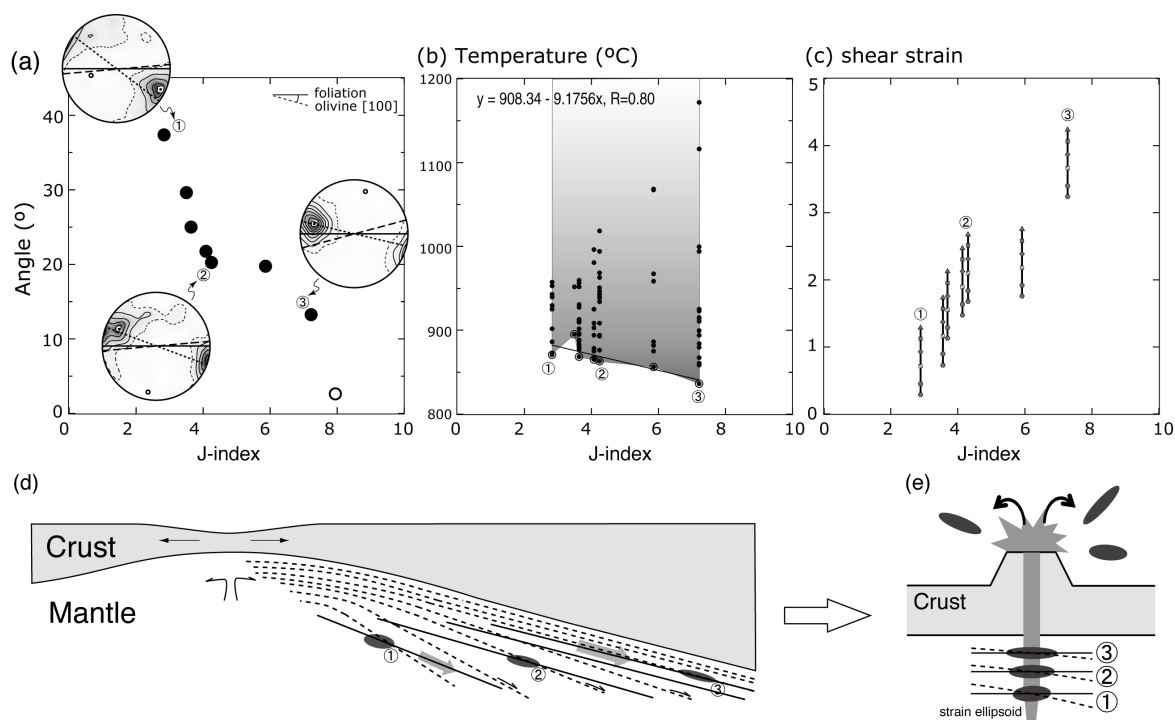 (a)
(b) Temperature (ºC)
(c) shear strain
foliation
olivine [100]
①
②
③
Angle (º)
40
30
20
10
0
0 2 4 6 8 10
J-index
y = 908.34 - 9.1756x, R=0.80
1200
1100
1000
900
800
①
②
③
0 2 4 6 8 10
J-index
5
4
3
2
1
0
①
②
③
0 2 4 6 8 10
J-index
(d)
Crust
Mantle
①
②
③
(e)
Crust
③
②
①
strain ellipsoid